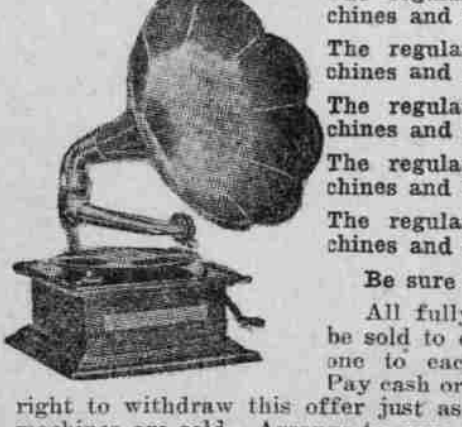 chines and
The regula
chines and
The regula
chines and
The regula
chines and
The regula
chines and
Be sure
All fully
be sold to
one to eac
Pay cash or
right to withdraw this offer just as
machines are sold.